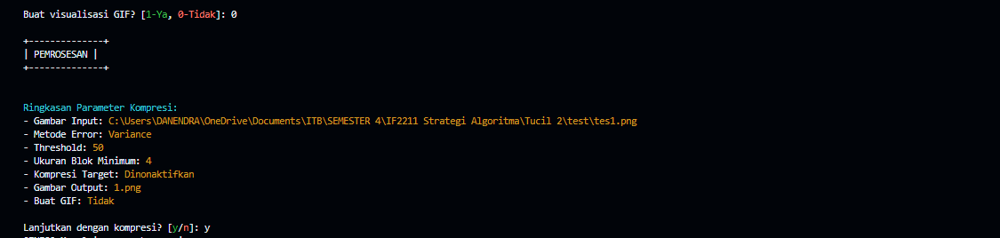 Buat visualisasi GIF? [1-Ya, 0-Tidak]: 0
+--------------+
| PEMROSESAN |
+--------------+
Ringkasan Parameter Kompresi:
- Gambar Input: C:\Users\DANENDRA\OneDrive\Documents\ITB\SEMESTER 4\IF2211 Strategi Algoritma\Tucil 2\test\tes1.png
- Metode Error: Variance
- Threshold: 50
- Ukuran Blok Minimum: 4
- Kompresi Target: Dinonaktifkan
- Gambar Output: 1.png
- Buat GIF: Tidak
Lanjutkan dengan kompresi? [y/n]: y